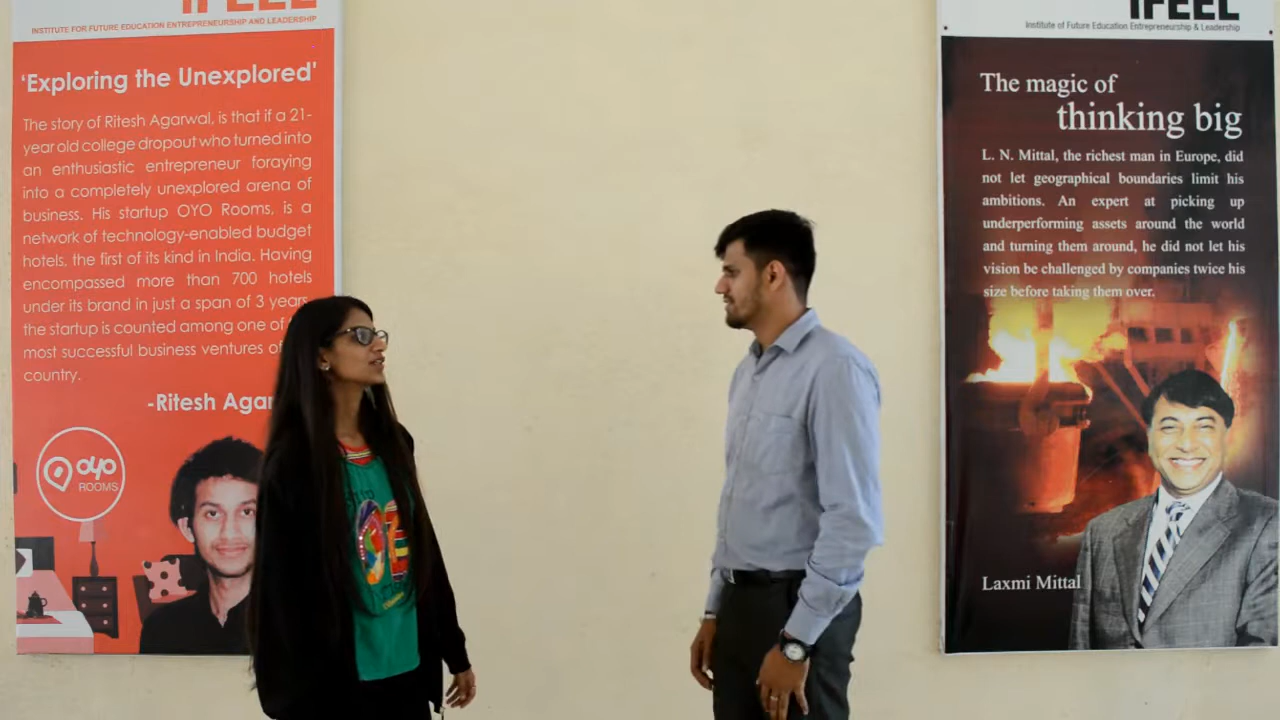 IFEEL
INSTITUTE FOR FUTURE EDUCATION ENTREPRENEURSHIP AND LEADERSHIP
‘Exploring the Unexplored’
The story of Ritesh Agarwal, is that if a 21-
year old college dropout who turned into
an enthusiastic entrepreneur foraying
into a completely unexplored arena of
business. His startup OYO Rooms, is a
network of technology-enabled budget
hotels, the first of its kind in India. Having
encompassed more than 700 hotels
under its brand in just a span of 3 years,
the startup is counted among one of
most successful business ventures of
country.
-Ritesh Agar
OYO
ROOMS
IFEEL
Institute of Future Education Entrepreneurship & Leadership
The magic of
thinking big
L. N. Mittal, the richest man in Europe, did
not let geographical boundaries limit his
ambitions. An expert at picking up
underperforming assets around the world
and turning them around, he did not let his
vision be challenged by companies twice his
size before taking them over.
Laxmi Mittal